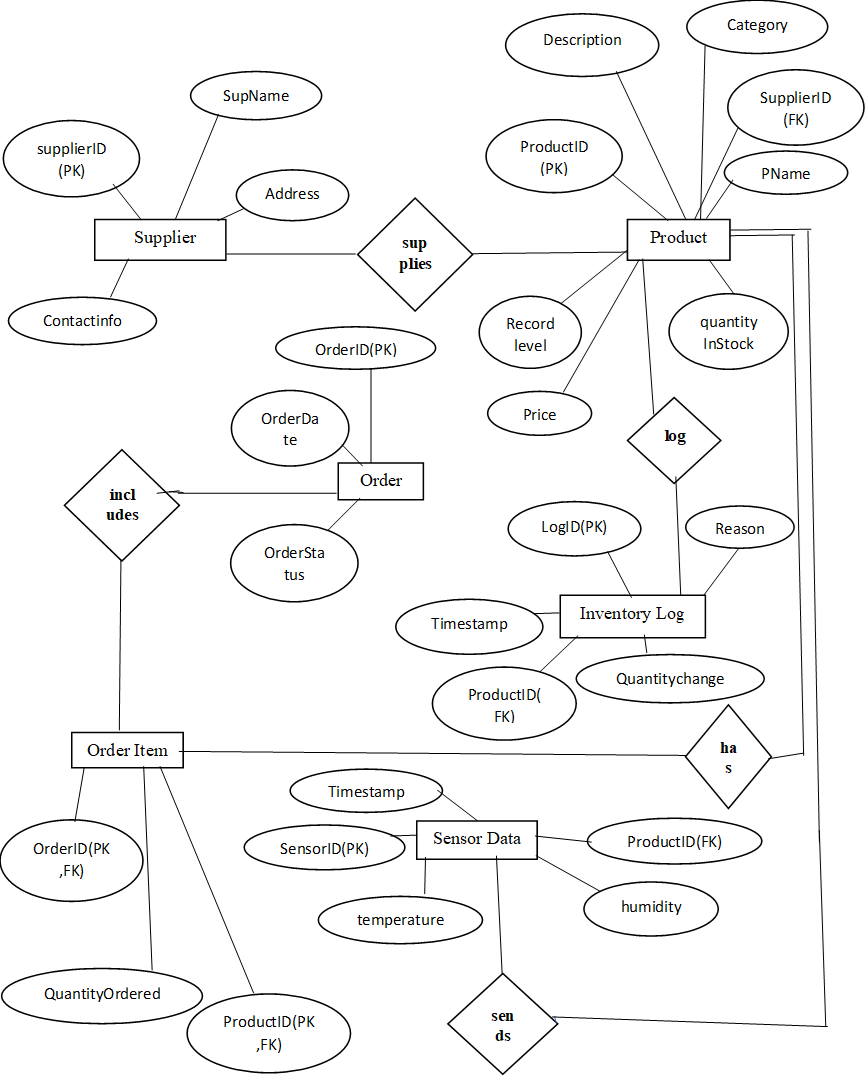 Description
Category
SupName
SupplierID
(FK)
supplierID
(PK)
ProductID
(PK)
PName
Address
Supplier
sup
plies
Product
Contactinfo
Record
level
quantity
InStock
OrderID(PK)
Price
OrderDa
te
log
Order
incl
udes
LogID(PK)
Reason
OrderSta
tus
Inventory Log
Timestamp
Quantitychange
ProductID(
FK)
Order Item
ha
s
Timestamp
OrderID(PK
,FK)
SensorID(PK)
Sensor Data
ProductID(FK)
temperature
humidity
QuantityOrdered
ProductID(PK
,FK)
sen
ds